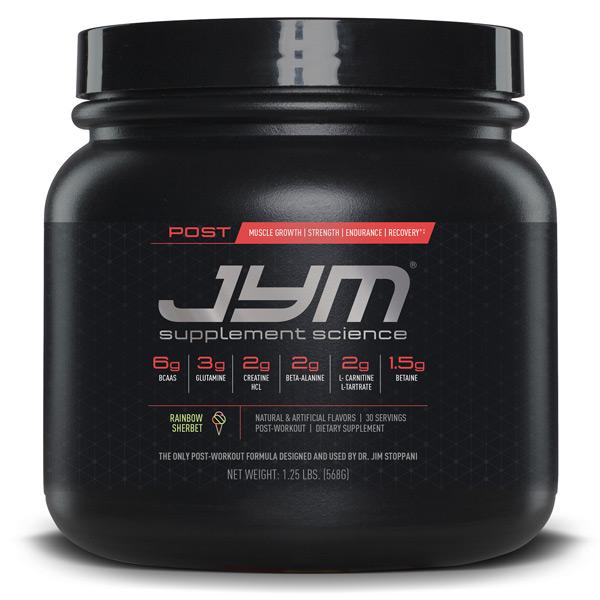 POST MUSCLE GROWTH | STRENGTH | ENDURANCE | RECOVERY*‡
JYM®
supplement science
6g 3g 2g 2g 2g 1.5g
BCAAS GLUTAMINE CREATINE HCL BETA-ALANINE L- CARNITINE L-TARTRATE BETAINE
RAINBOW SHERBET
NATURAL & ARTIFICIAL FLAVORS | 30 SERVINGS
POST-WORKOUT | DIETARY SUPPLEMENT
THE ONLY POST-WORKOUT FORMULA DESIGNED AND USED BY DR. JIM STOPPANI
NET WEIGHT: 1.25 LBS. (568G)